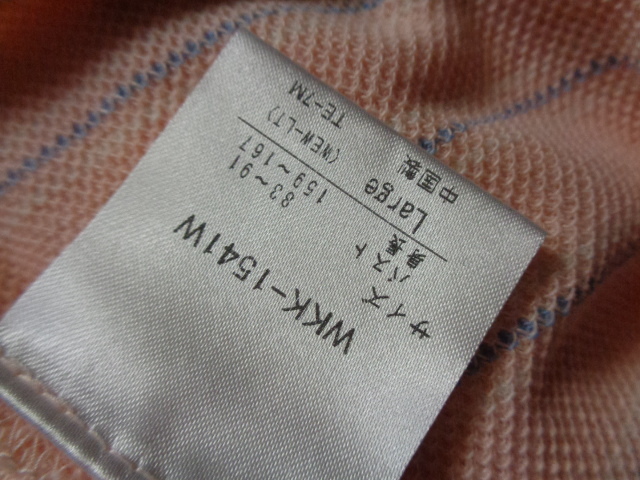 WKK-1541W
サイズ
バスト 83~91
身長 159~167
Large (NEW-LT)
中国製 TE-7M